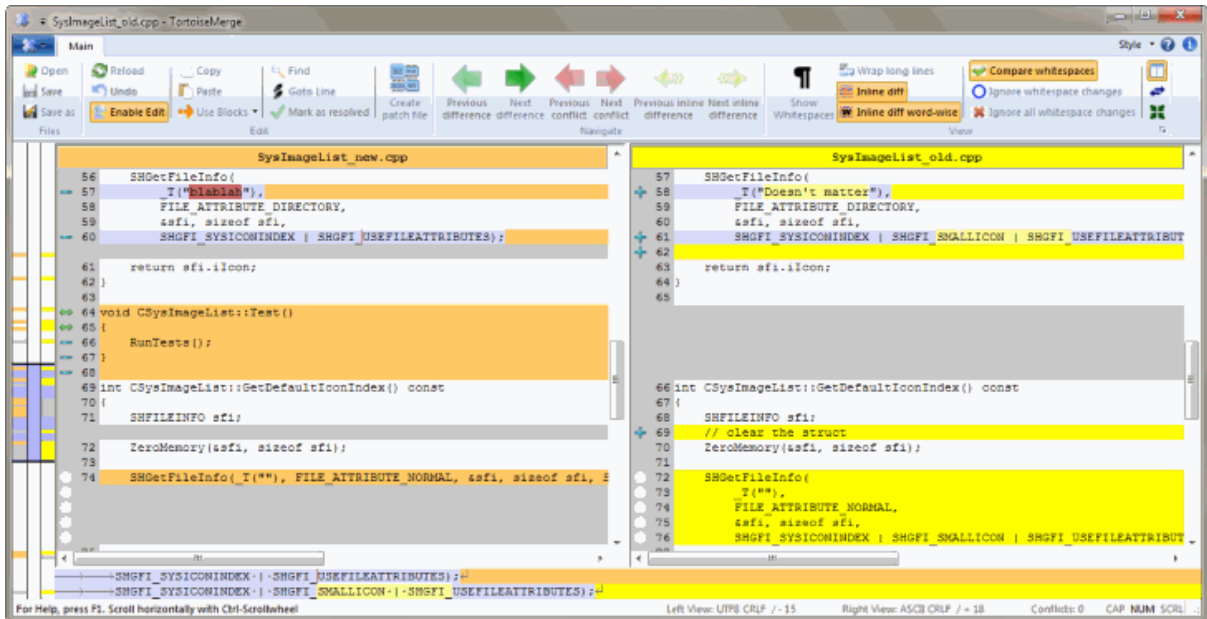 SysImageList_old.cpp - TortoiseMerge
Main
Style
Open
Save
Save as
Files
Reload
Undo
Enable Edit
Copy
Paste
Use Blocks
Find
Goto Line
Mark as resolved
Create patch file
Edit
Previous difference
Next difference
Previous conflict
Next conflict
Previous inline difference
Next inline difference
Navigate
Show Whitespaces
Wrap long lines
Inline diff
Inline diff word-wise
Compare whitespaces
Ignore whitespace changes
Ignore all whitespace changes
View
SysImageList_new.cpp
56 SHGetFileInfo(
57 _T("blablah"),
58 FILE_ATTRIBUTE_DIRECTORY,
59 &sfi, sizeof sfi,
60 SHGFI_SYSICONINDEX | SHGFI_USEFILEATTRIBUTES);
61 return sfi.iIcon;
62 }
63
64 void CSysImageList::Test()
65 {
66 RunTests();
67 }
68
69 int CSysImageList::GetDefaultIconIndex() const
70 {
71 SHFILEINFO sfi;
72 ZeroMemory(&sfi, sizeof sfi);
73
74 SHGetFileInfo(_T(""), FILE_ATTRIBUTE_NORMAL, &sfi, sizeof sfi, S
SysImageList_old.cpp
57 SHGetFileInfo(
58 _T("Doesn't matter"),
59 FILE_ATTRIBUTE_DIRECTORY,
60 &sfi, sizeof sfi,
61 SHGFI_SYSICONINDEX | SHGFI_SMALLICON | SHGFI_USEFILEATTRIBUT
62
63 return sfi.iIcon;
64 }
65
66 int CSysImageList::GetDefaultIconIndex() const
67 {
68 SHFILEINFO sfi;
69 // clear the struct
70 ZeroMemory(&sfi, sizeof sfi);
71
72 SHGetFileInfo(
73 _T(""),
74 FILE_ATTRIBUTE_NORMAL,
75 &sfi, sizeof sfi,
76 SHGFI_SYSICONINDEX | SHGFI_SMALLICON | SHGFI_USEFILEATTRIBUT
SHGFI_SYSICONINDEX·|·SHGFI_USEFILEATTRIBUTES);
SHGFI_SYSICONINDEX·|·SHGFI_SMALLICON·|·SHGFI_USEFILEATTRIBUTES);
For Help, press F1. Scroll horizontally with Ctrl-Scrollwheel
Left View: UTF8 CRLF / - 15
Right View: ASCII CRLF / + 18
Conflicts: 0
CAP NUM SCRL